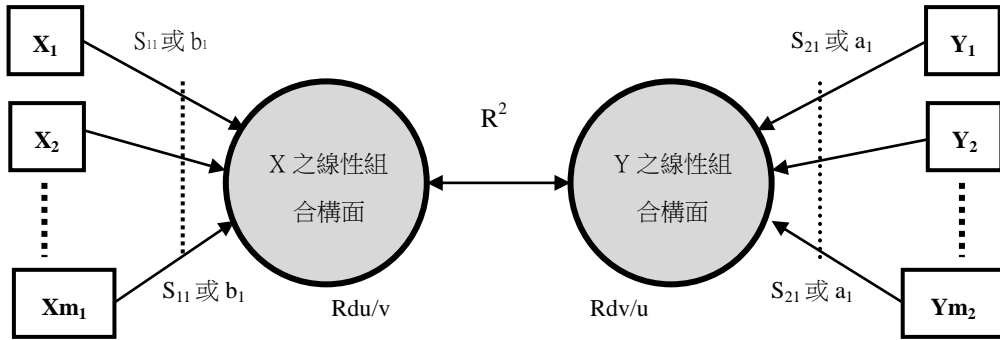 X₁
S₁₁ 或 b₁
S₂₁ 或 a₁
Y₁
X₂
R²
Y₂
X 之線性組
合構面
Y 之線性組
合構面
Xm₁
S₁₁ 或 b₁
Rdu/v
Rdv/u
S₂₁ 或 a₁
Ym₂